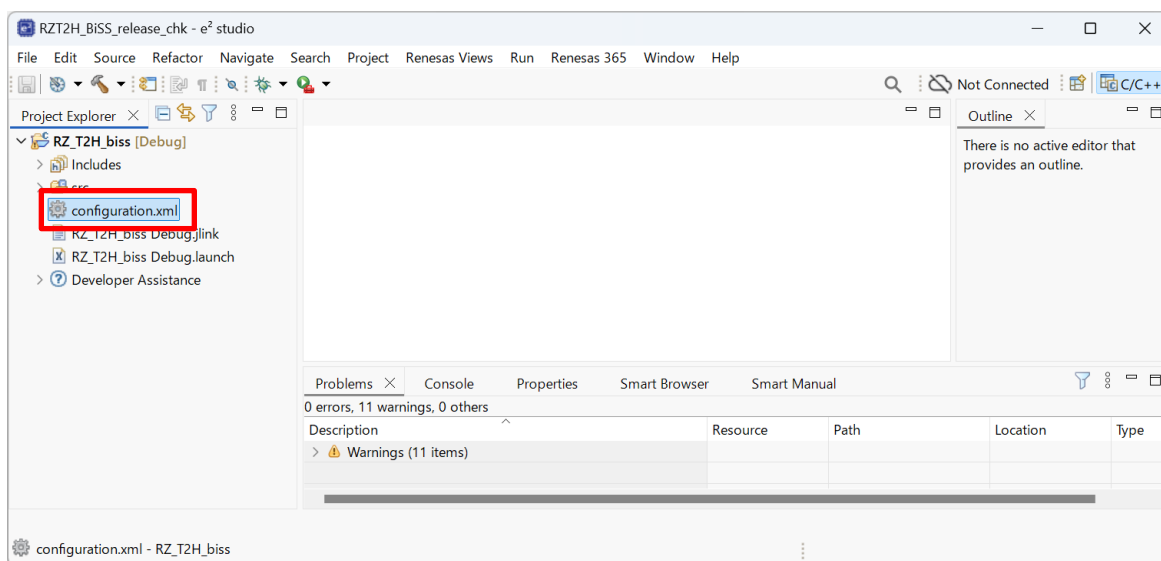 RZT2H_BiSS_release_chk - e² studio
File Edit Source Refactor Navigate Search Project Renesas Views Run Renesas 365 Window Help
Not Connected C/C++
Project Explorer
Outline
RZ_T2H_biss [Debug]
There is no active editor that
provides an outline.
Includes
src
configuration.xml
RZ_T2H_biss Debug.jlink
RZ_T2H_biss Debug.launch
Developer Assistance
Problems Console Properties Smart Browser Smart Manual
0 errors, 11 warnings, 0 others
Description Resource Path Location Type
Warnings (11 items)
configuration.xml - RZ_T2H_biss